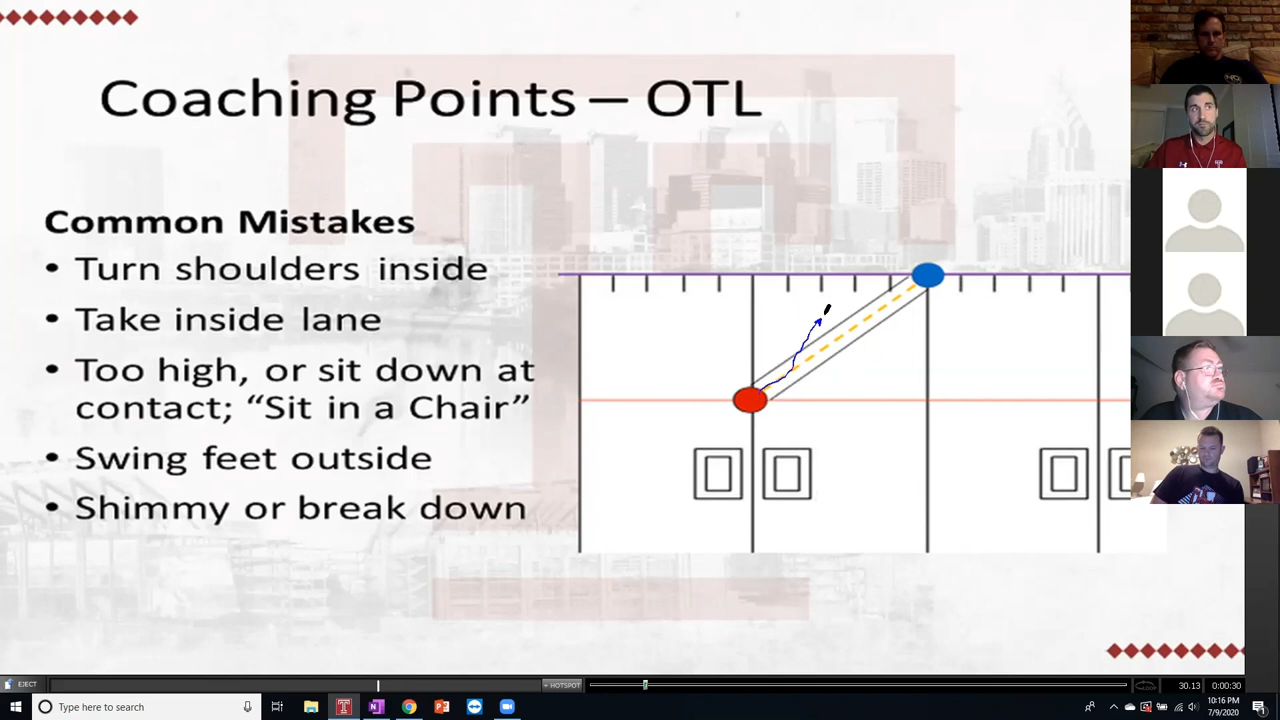 Coaching Points – OTL
Common Mistakes
• Turn shoulders inside
• Take inside lane
• Too high, or sit down at
contact; “Sit in a Chair”
• Swing feet outside
• Shimmy or break down
EJECT
+ HOTSPOT
30.13
0:00:30
Type here to search
10:16 PM
7/9/2020